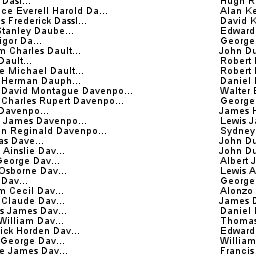 Dasl... Hugh R
ce Everell Harold Da... Alan Ke
s Frederick Dassl... David K
Stanley Daube... Edward
igor Da... George
m Charles Dault... John Du
Dault... Robert
e Michael Dault... Robert
Herman Dauph... Daniel
David Montague Davenpo... Walter E
Charles Rupert Davenpo... George
Davenpo... James H
James Davenpo... Lewis Ja
n Reginald Davenpo... Sydney
as Dave... John Du
Ainslie Dav... John Du
George Dav... Albert J
Osborne Dav... Lewis A
Dav... George
m Cecil Dav... Alonzo
Claude Dav... James D
s James Dav... Daniel
William Dav... Thomas
ick Horden Dav... Edward
George Dav... William
e James Dav... Francis